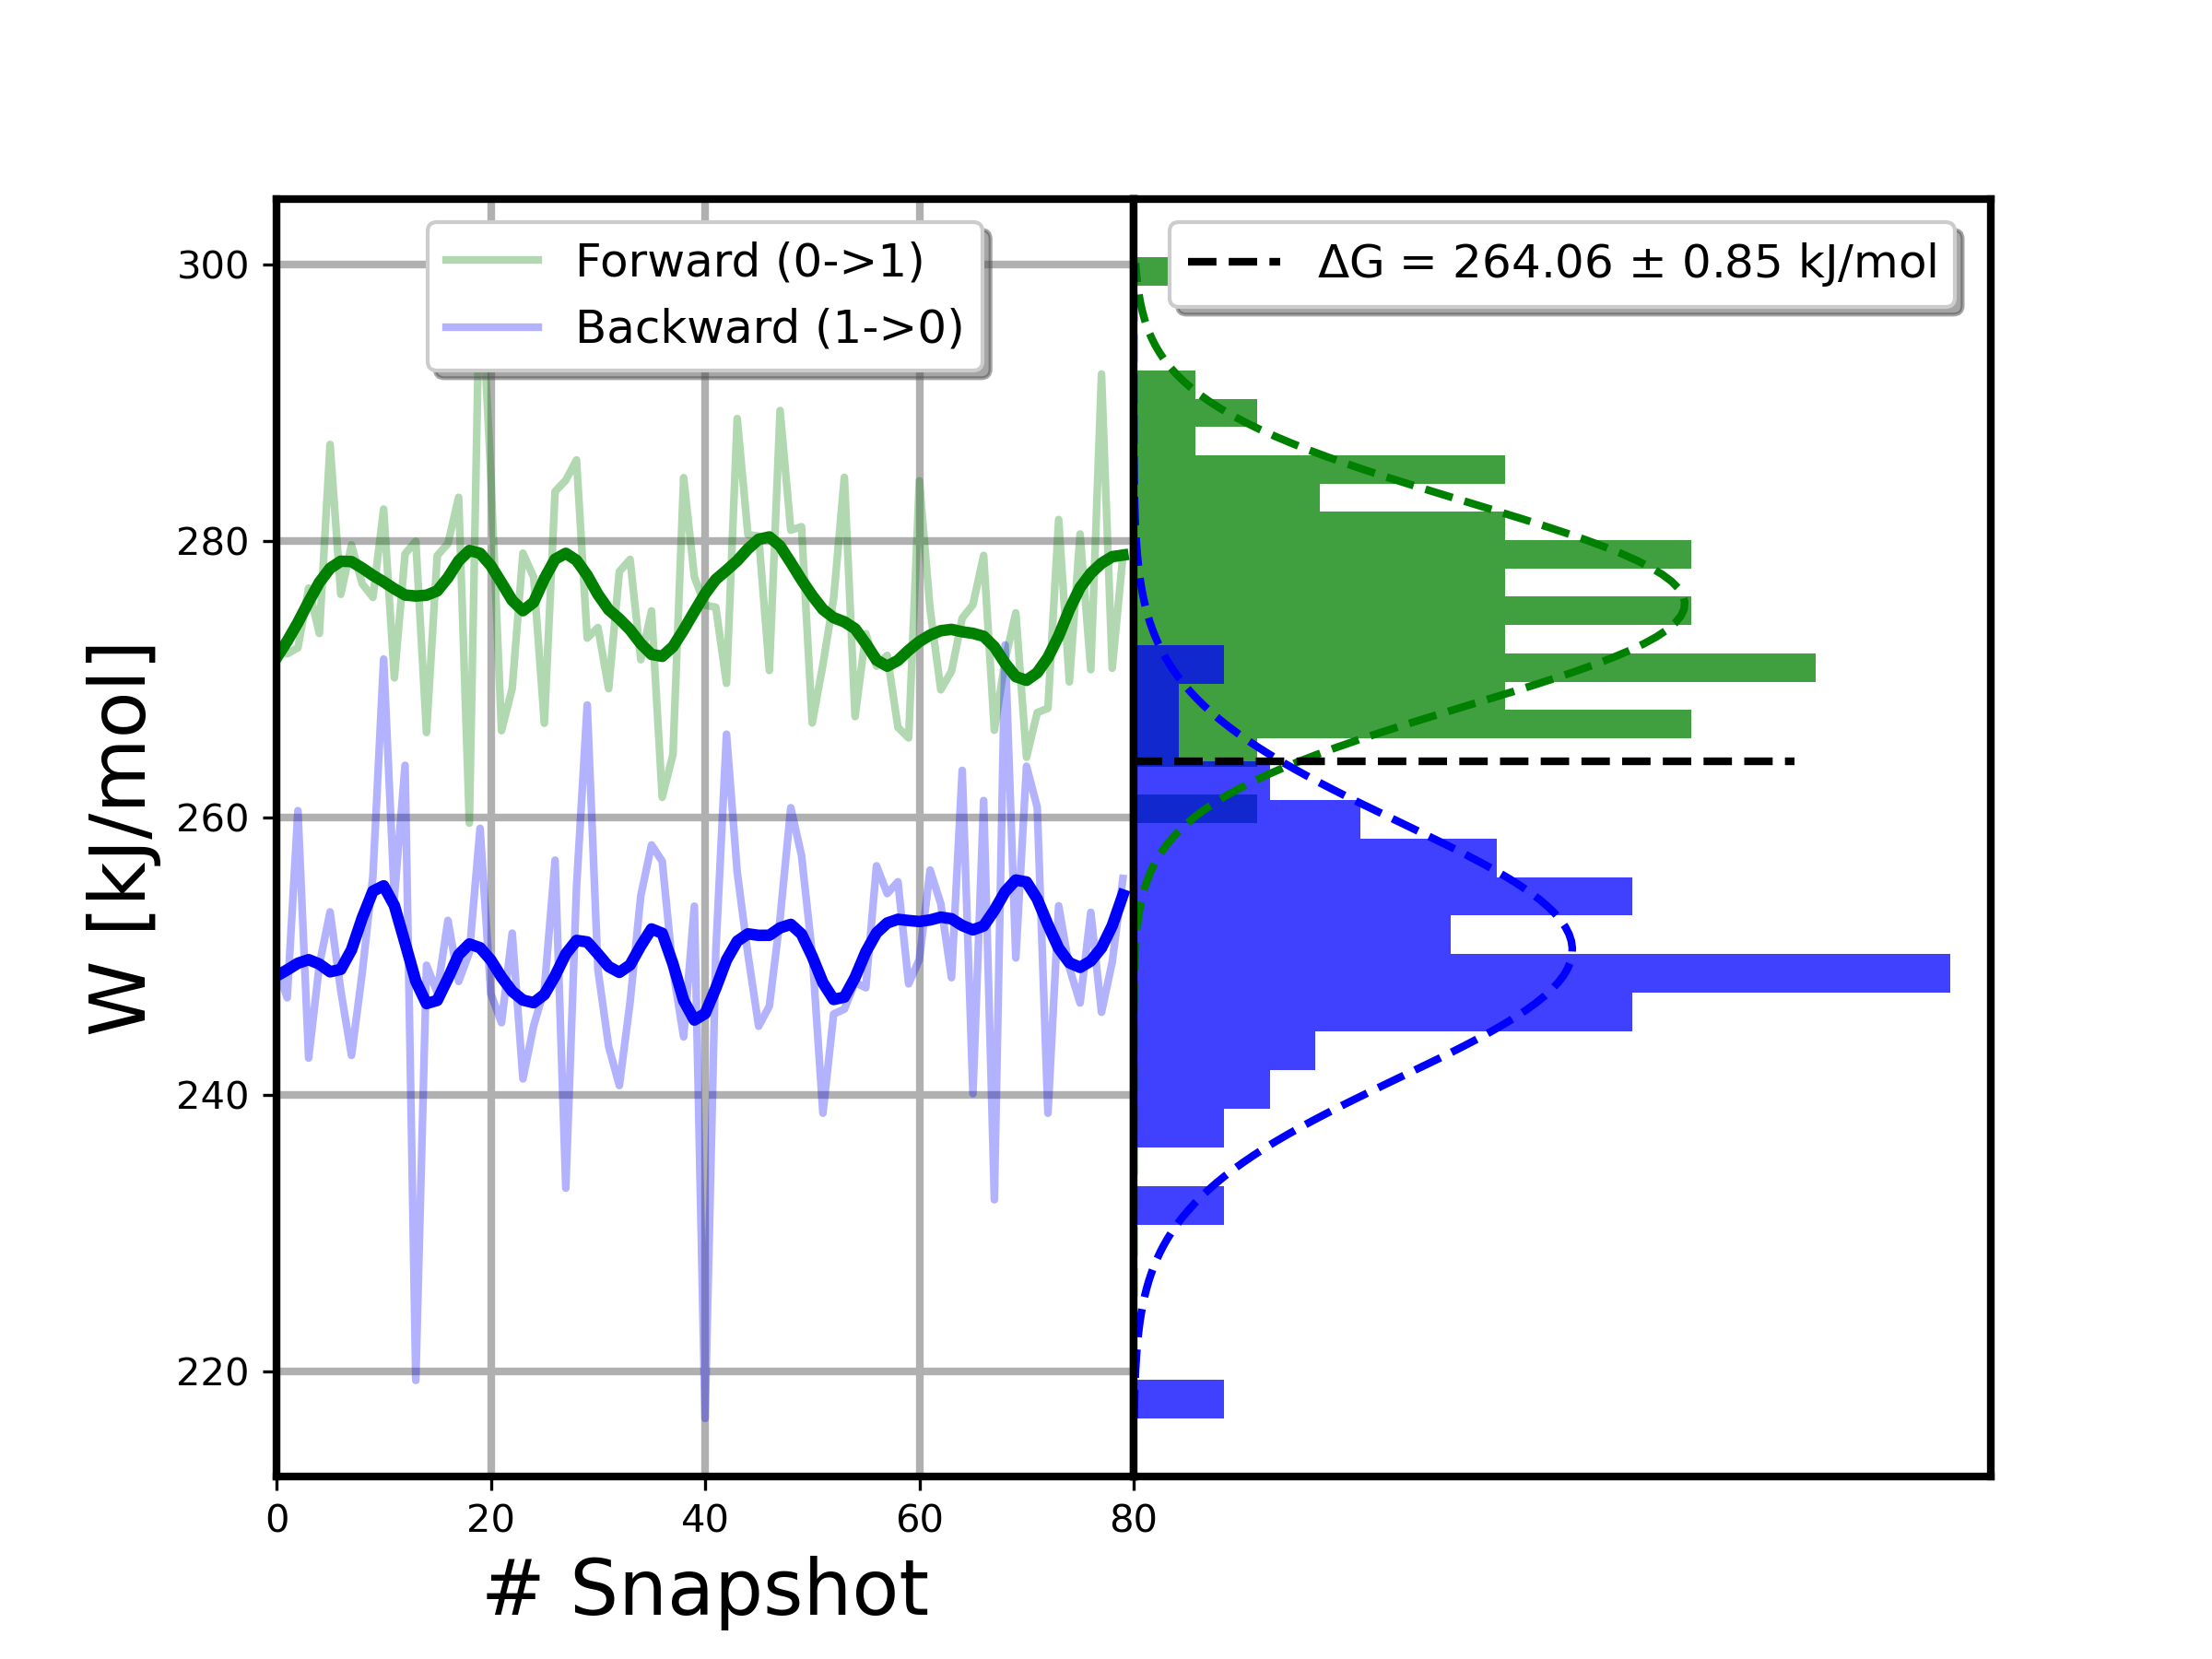 Forward (0->1)
Backward (1->0)
ΔG = 264.06 ± 0.85 kJ/mol
300
280
260
240
220
W [kJ/mol]
0 20 40 60 80
# Snapshot